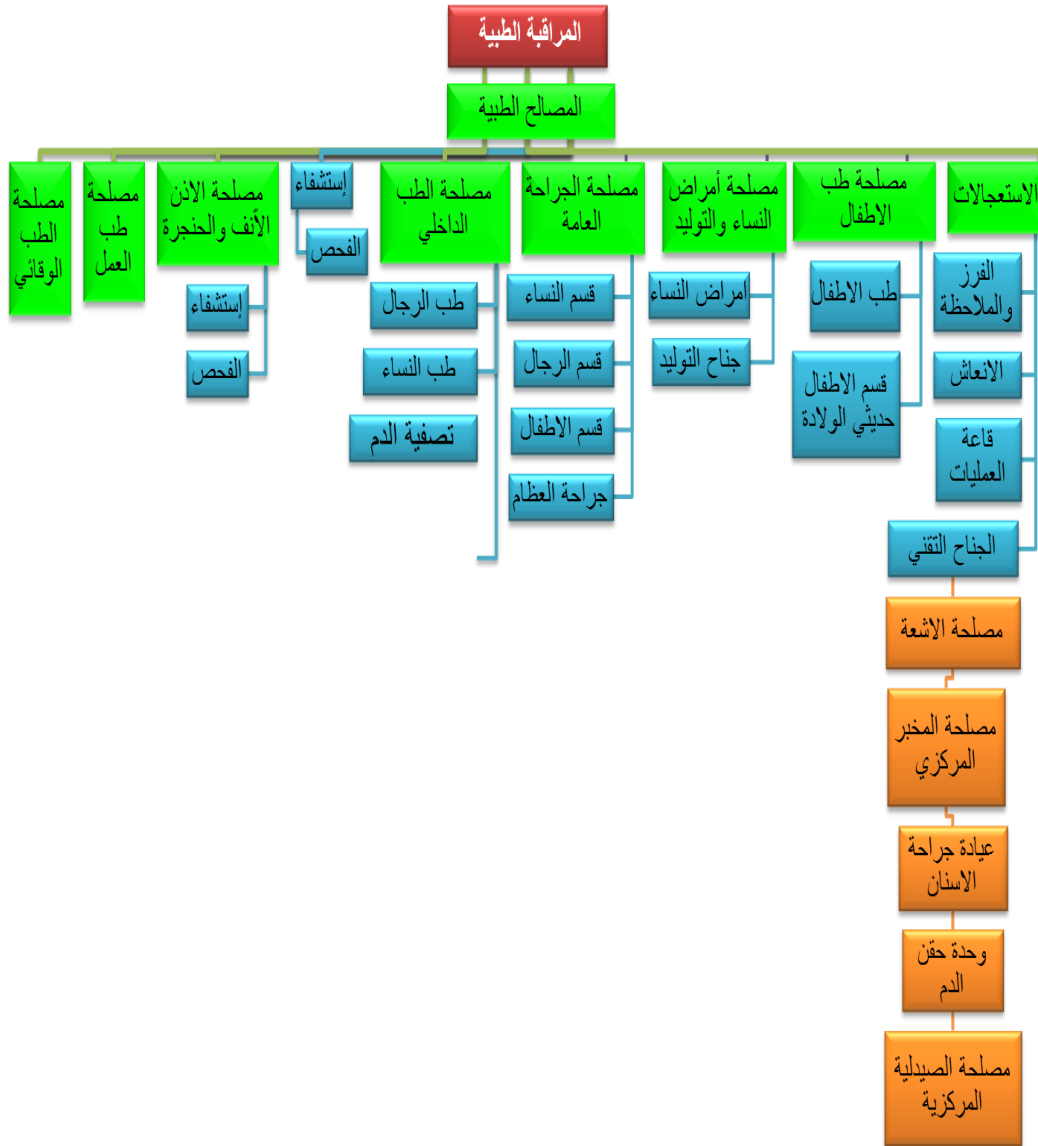 المراقبة الطبية
المصالح الطبية
الاستعجالات
الفرز
والملاحظة
الانعاش
قاعة
العمليات
الجناح التقني
مصلحة الاشعة
مصلحة المخبر
المركزي
عيادة جراحة
الاسنان
وحدة حقن
الدم
مصلحة الصيدلية
المركزية
مصلحة طب
الاطفال
طب الاطفال
قسم الاطفال
حديثي الولادة
مصلحة أمراض
النساء والتوليد
امراض النساء
جناح التوليد
مصلحة الجراحة
العامة
قسم النساء
قسم الرجال
قسم الاطفال
جراحة العظام
مصلحة الطب
الداخلي
طب الرجال
طب النساء
تصفية الدم
إستشفاء
الفحص
مصلحة الاذن
الأنف والحنجرة
إستشفاء
الفحص
مصلحة
طب
العمل
مصلحة
الطب
الوقائي